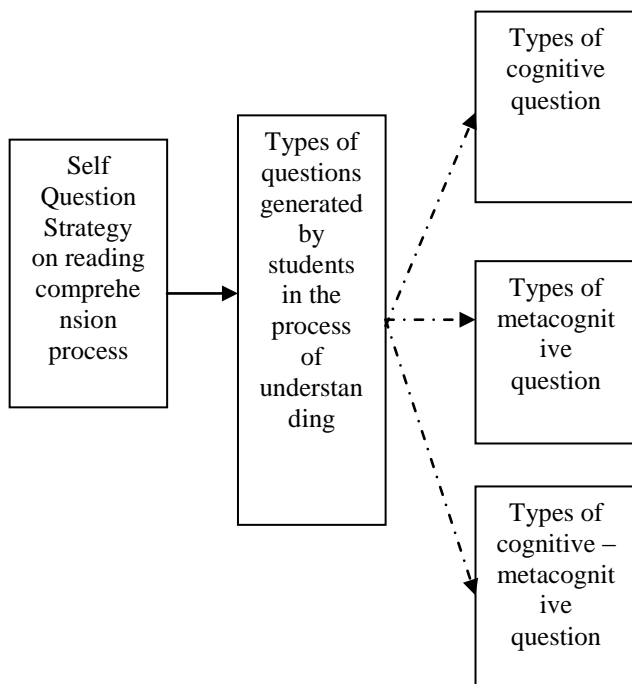 Self
Question
Strategy
on reading
comprehe
nsion
process
Types of
questions
generated
by
students
in the
process
of
understan
ding
Types of
cognitive
question
Types of
metacognit
ive
question
Types of
cognitive –
metacognit
ive
question